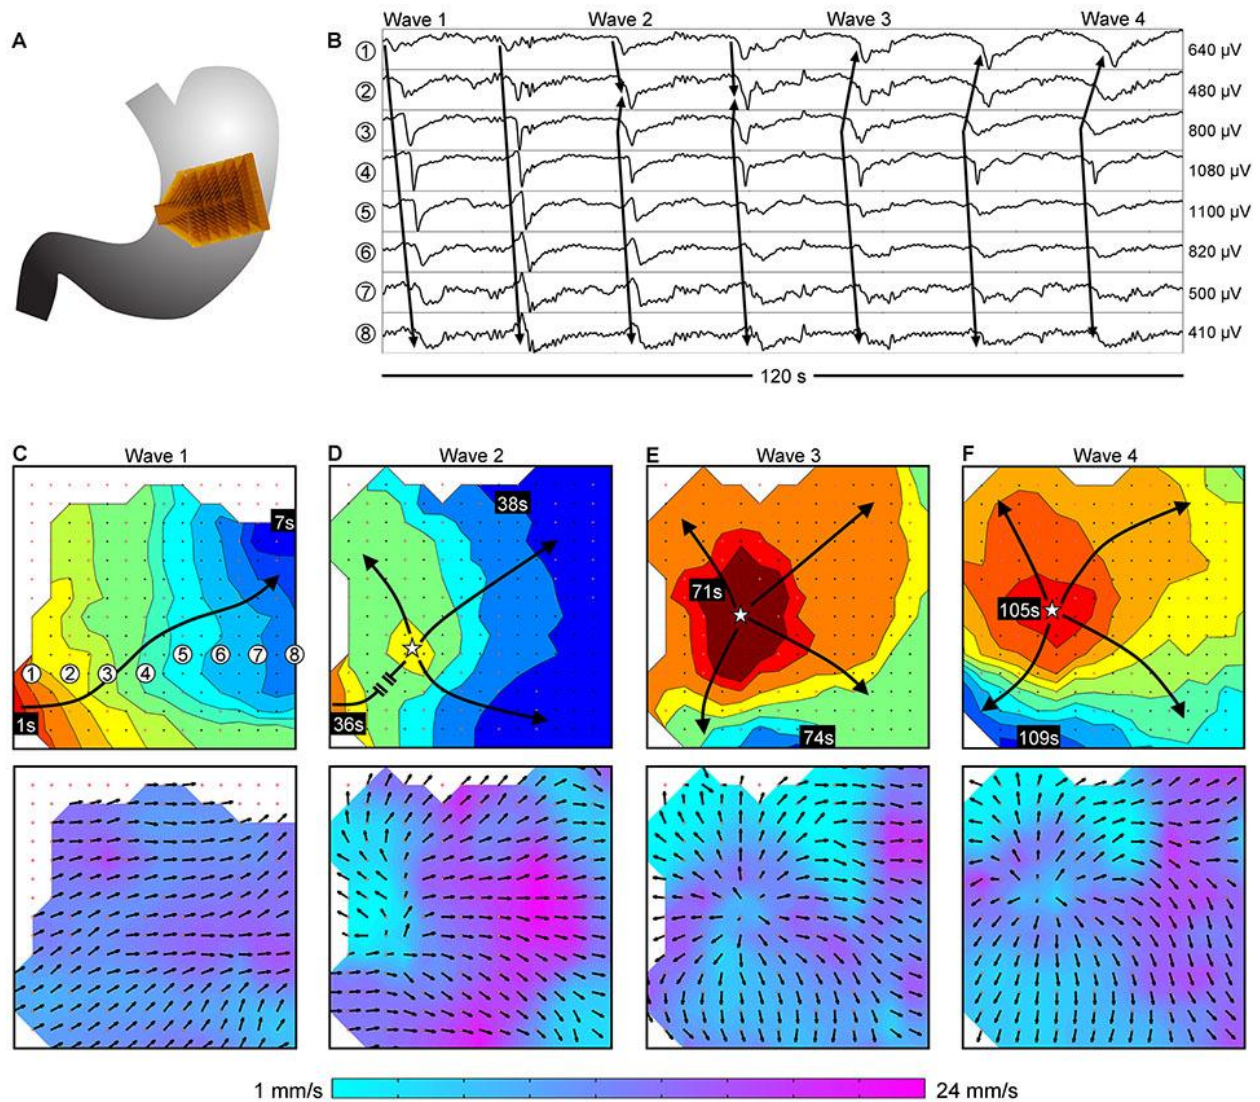 A
B
Wave 1 Wave 2 Wave 3 Wave 4
① 640 μV
② 480 μV
③ 800 μV
④ 1080 μV
⑤ 1100 μV
⑥ 820 μV
⑦ 500 μV
⑧ 410 μV
120 s
C Wave 1
D Wave 2
E Wave 3
F Wave 4
7s
① ② ③ ④ ⑤ ⑥ ⑦ ⑧
1s
38s
36s
71s
74s
105s
109s
1 mm/s 24 mm/s